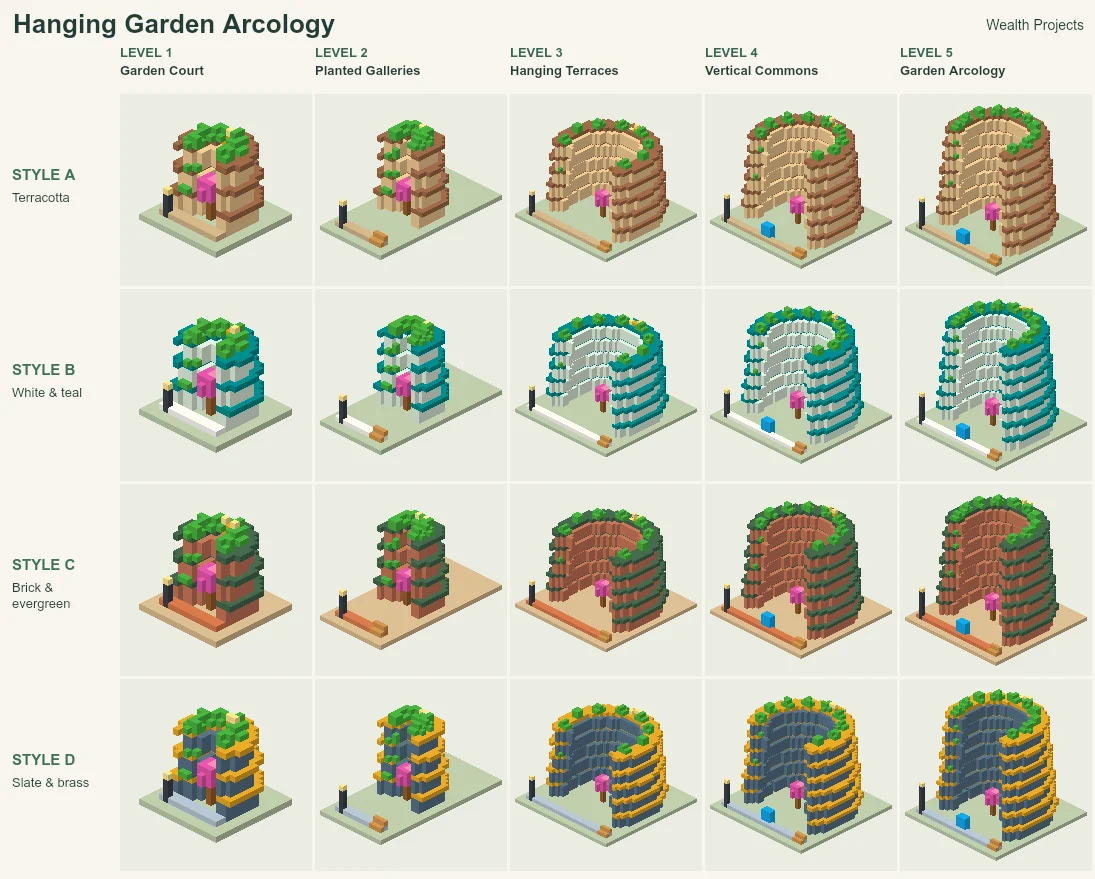 Hanging Garden Arcology
Wealth Projects
LEVEL 1
Garden Court
LEVEL 2
Planted Galleries
LEVEL 3
Hanging Terraces
LEVEL 4
Vertical Commons
LEVEL 5
Garden Arcology
STYLE A
Terracotta
STYLE B
White & teal
STYLE C
Brick &
evergreen
STYLE D
Slate & brass